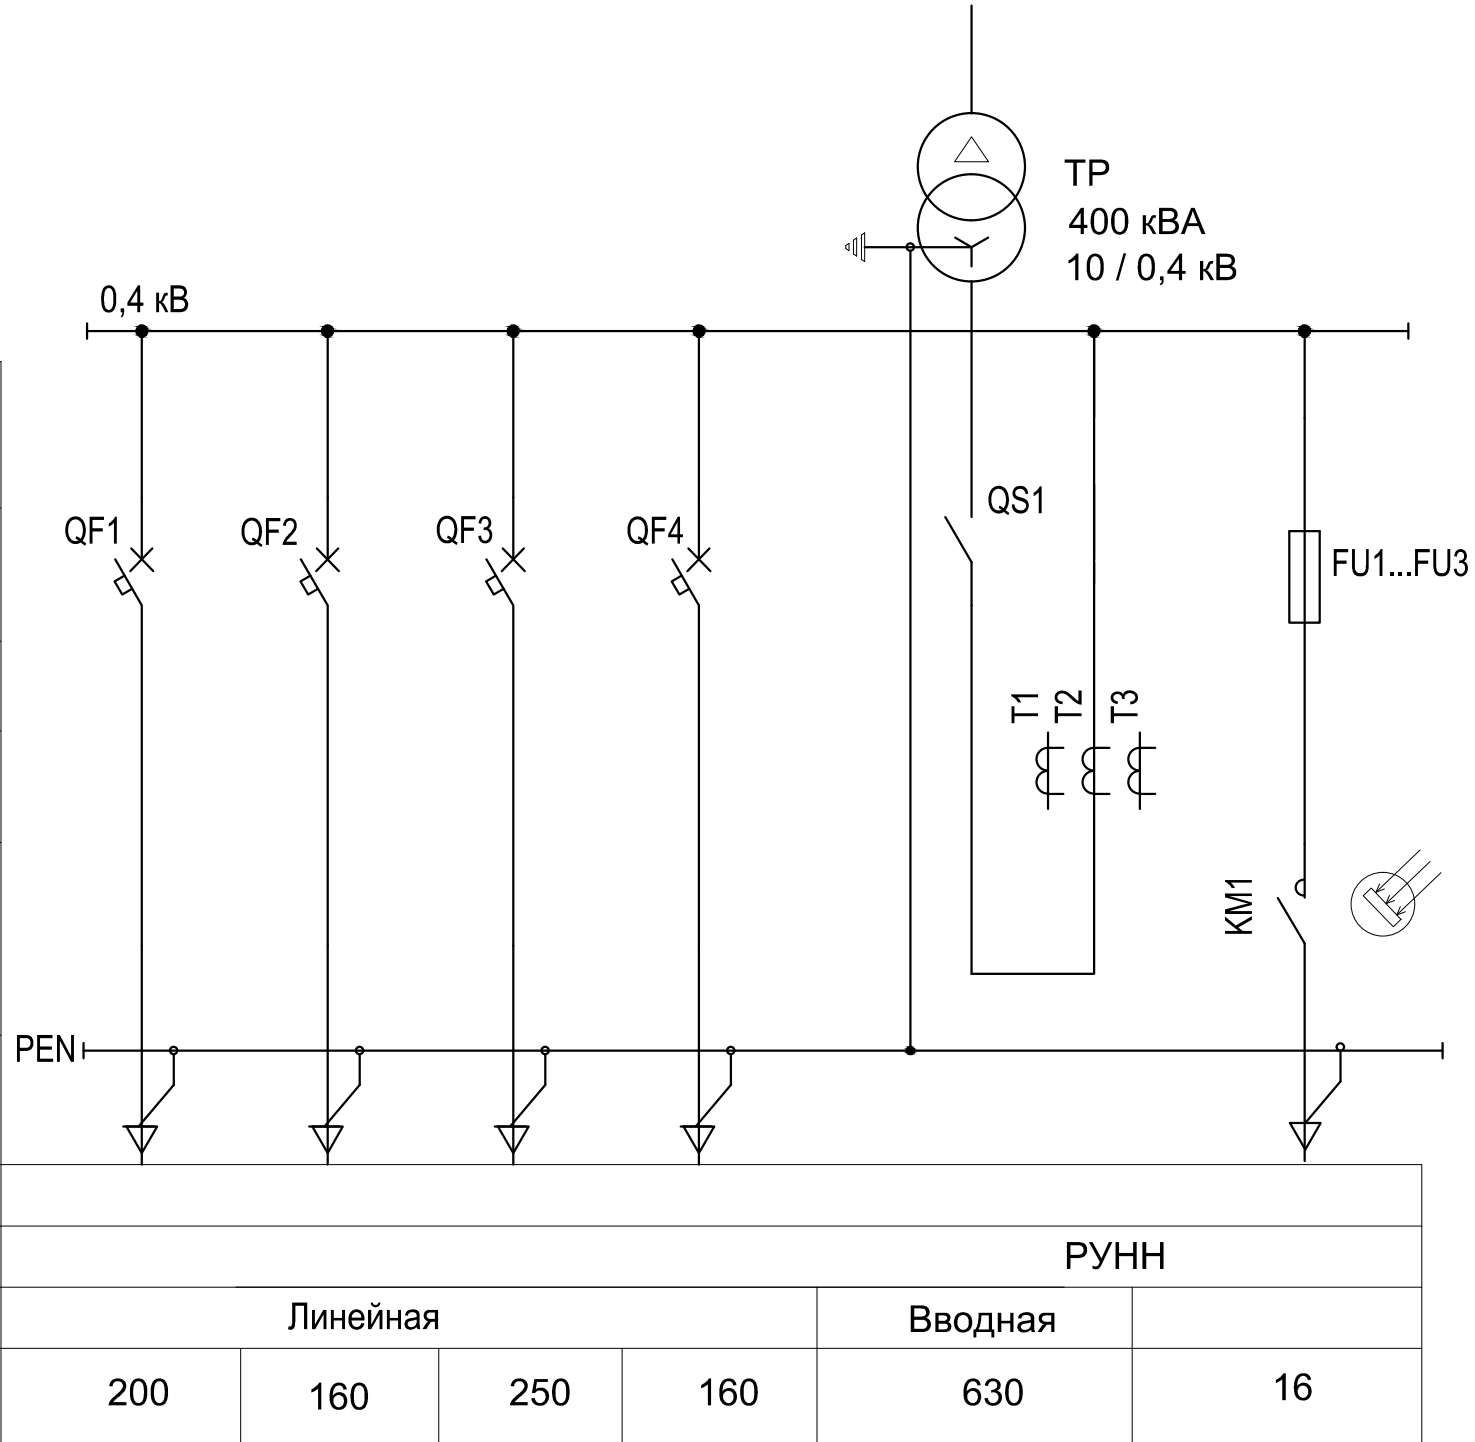 ТР
400 кВА
10 / 0,4 кВ
0,4 кВ
QF1
QF2
QF3
QF4
QS1
FU1...FU3
T1
T2
T3
KM1
PEN
РУНН
Линейная
Вводная
200
160
250
160
630
16